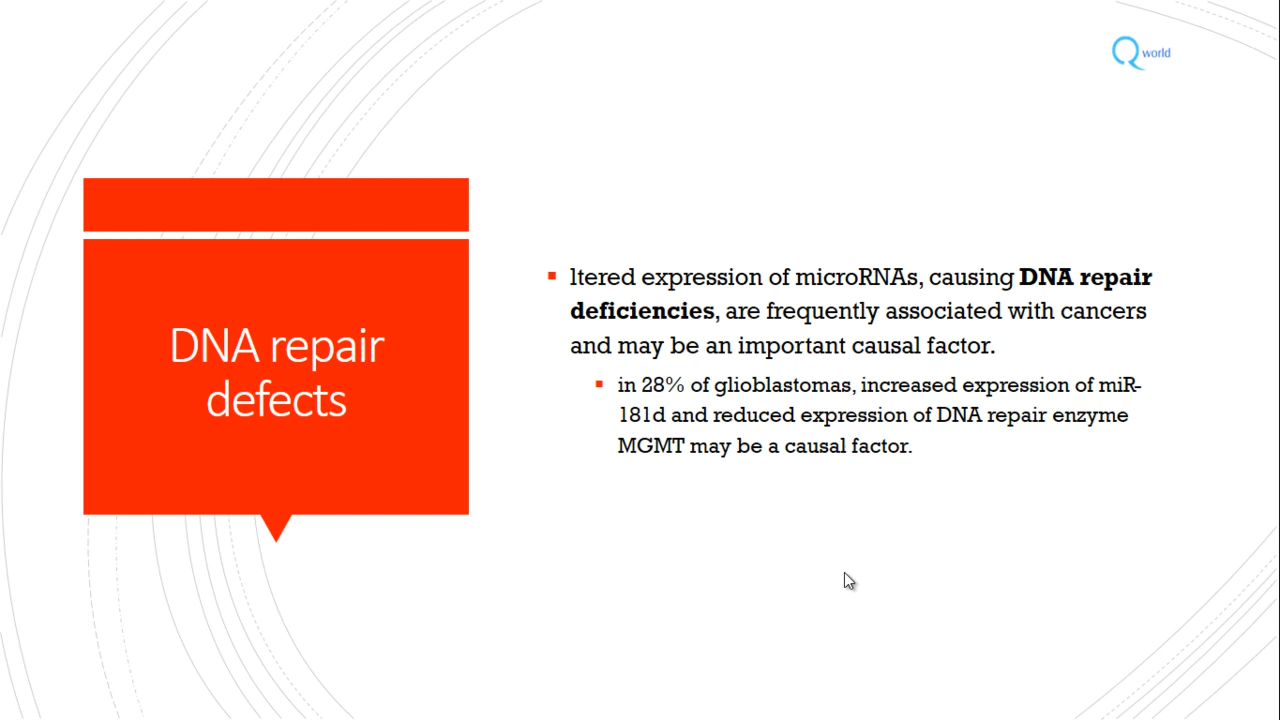 Q world
DNA repair
defects
ltered expression of microRNAs, causing DNA repair
deficiencies, are frequently associated with cancers
and may be an important causal factor.
in 28% of glioblastomas, increased expression of miR-
181d and reduced expression of DNA repair enzyme
MGMT may be a causal factor.